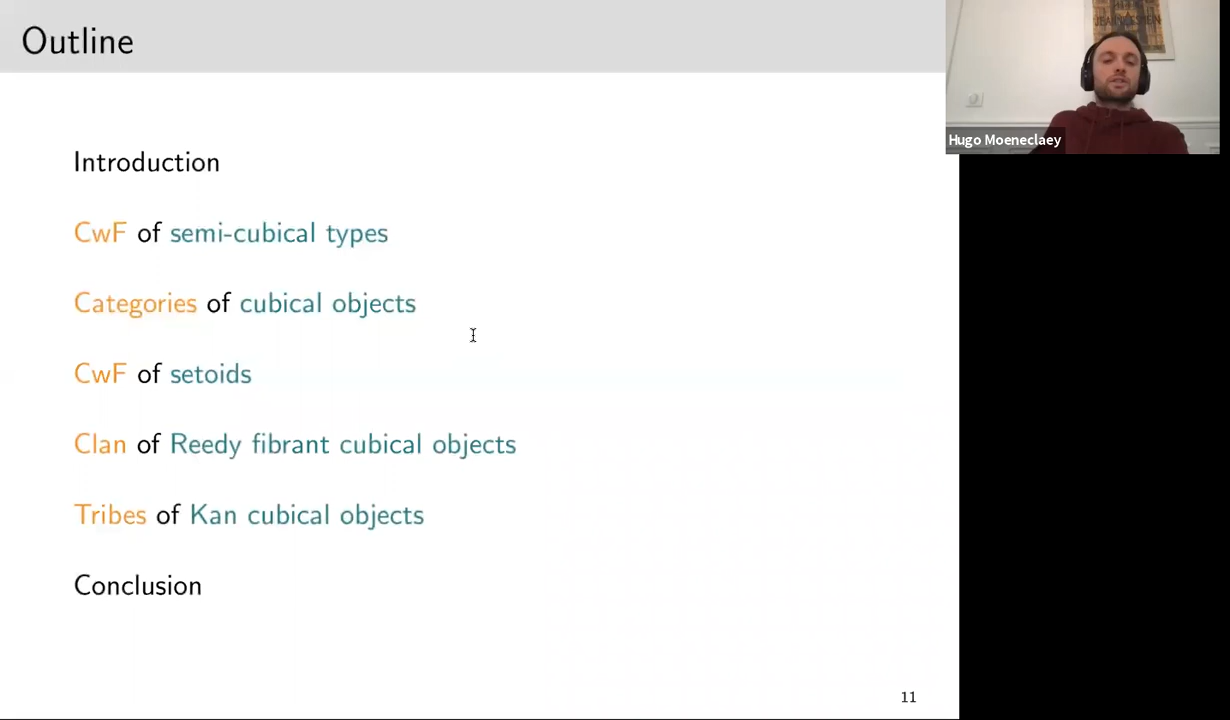 Outline
Introduction
CwF of semi-cubical types
Categories of cubical objects
CwF of setoids
Clan of Reedy fibrant cubical objects
Tribes of Kan cubical objects
Conclusion
11
Hugo Moeneclaey